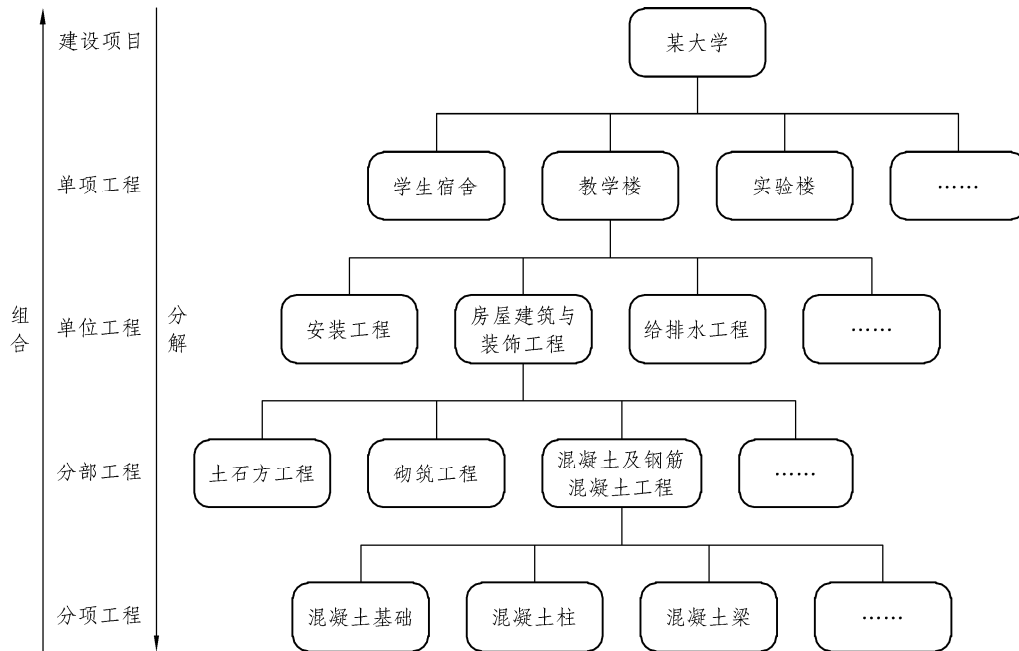 建设项目
某大学
单项工程
学生宿舍
教学楼
实验楼
……
组合
单位工程
分解
安装工程
房屋建筑与
装饰工程
给排水工程
……
分部工程
土石方工程
砌筑工程
混凝土及钢筋
混凝土工程
……
分项工程
混凝土基础
混凝土柱
混凝土梁
……